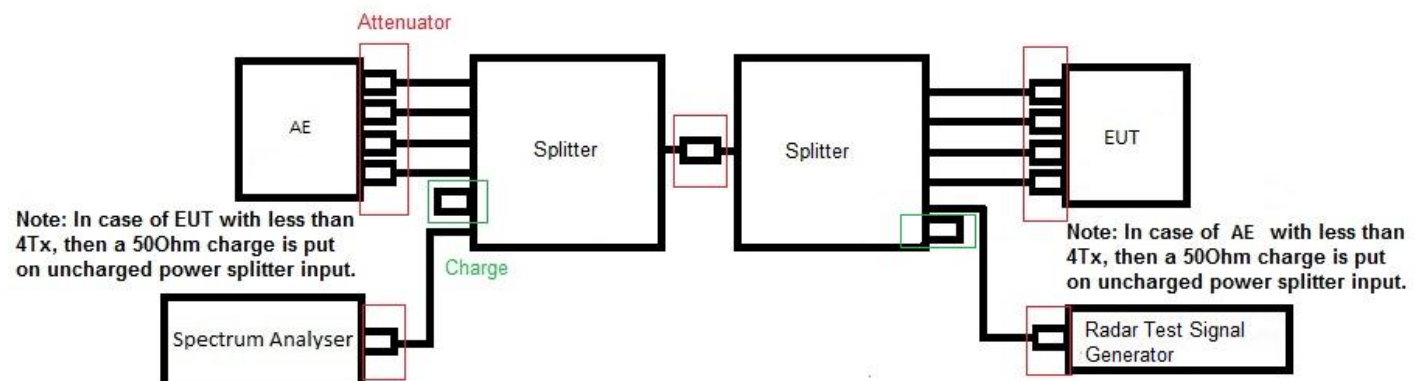 Attenuator
AE
Splitter
Splitter
EUT
Note: In case of EUT with less than
4Tx, then a 50Ohm charge is put
on uncharged power splitter input.
Charge
Note: In case of AE with less than
4Tx, then a 50Ohm charge is put
on uncharged power splitter input.
Spectrum Analyser
Radar Test Signal
Generator